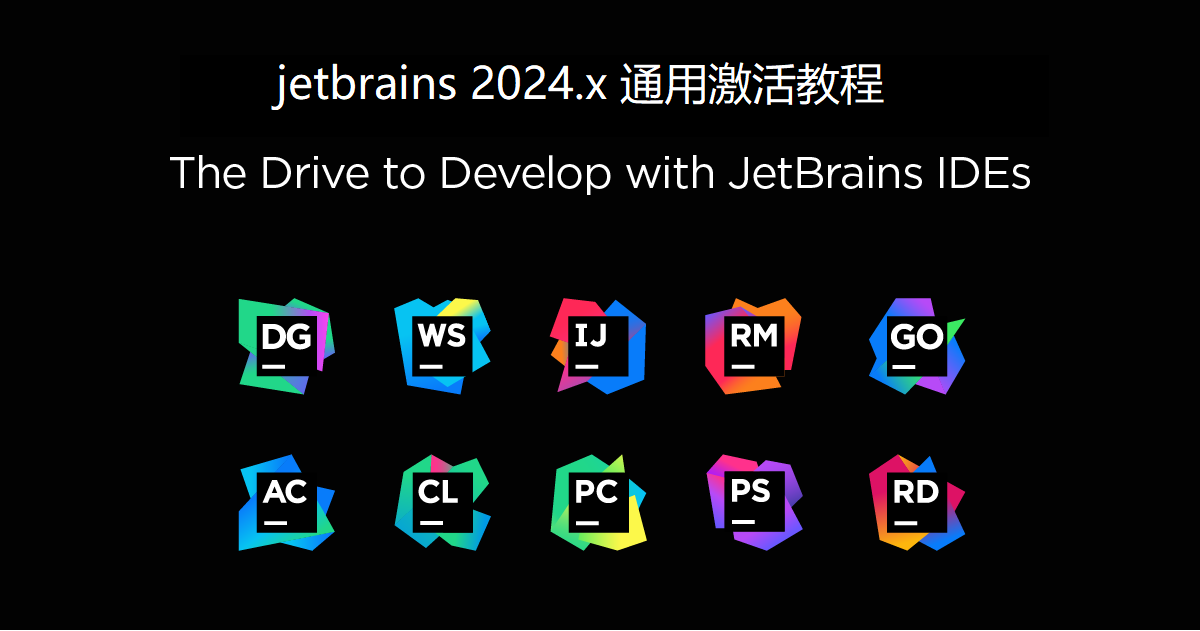 jetbrains 2024.x 通用激活教程
The Drive to Develop with JetBrains IDEs
DG WS IJ RM GO
AC CL PC PS RD